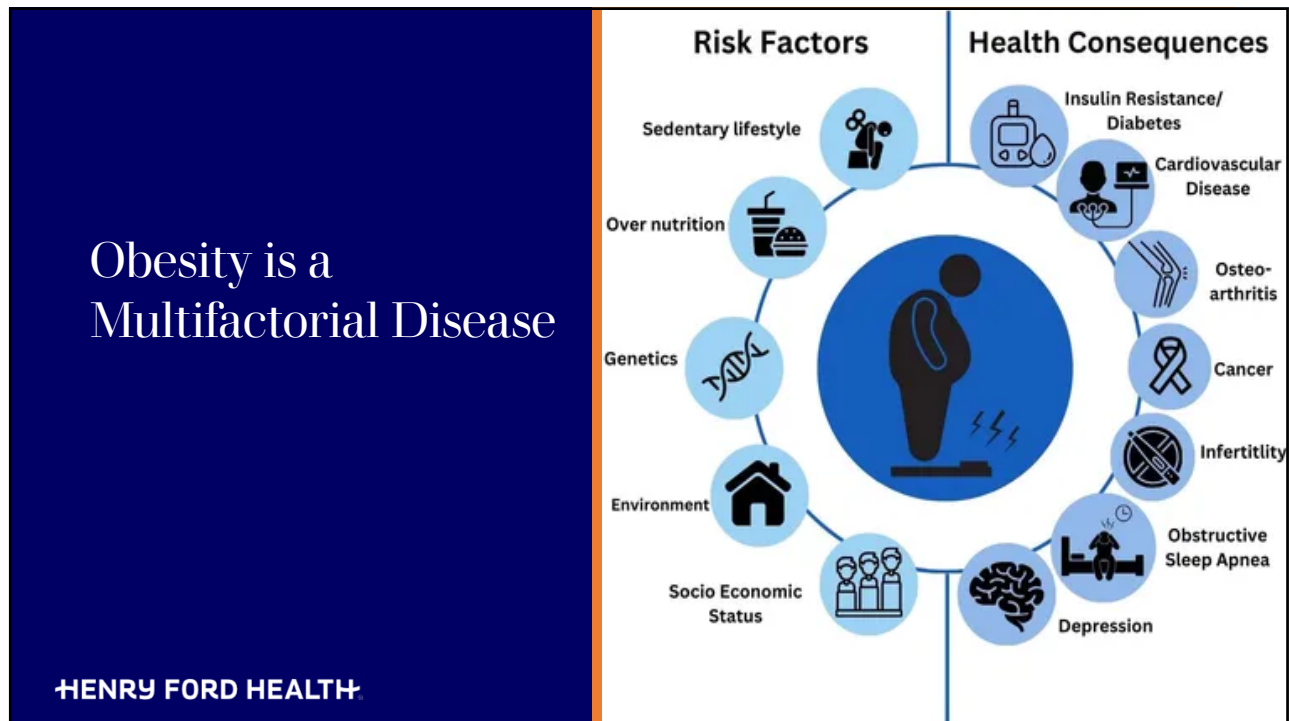 Obesity is a
Multifactorial Disease
HENRY FORD HEALTH
Risk Factors
Sedentary lifestyle
Over nutrition
Genetics
Environment
Socio Economic
Status
Health Consequences
Insulin Resistance/
Diabetes
Cardiovascular
Disease
Osteo-
arthritis
Cancer
Infertitlity
Obstructive
Sleep Apnea
Depression